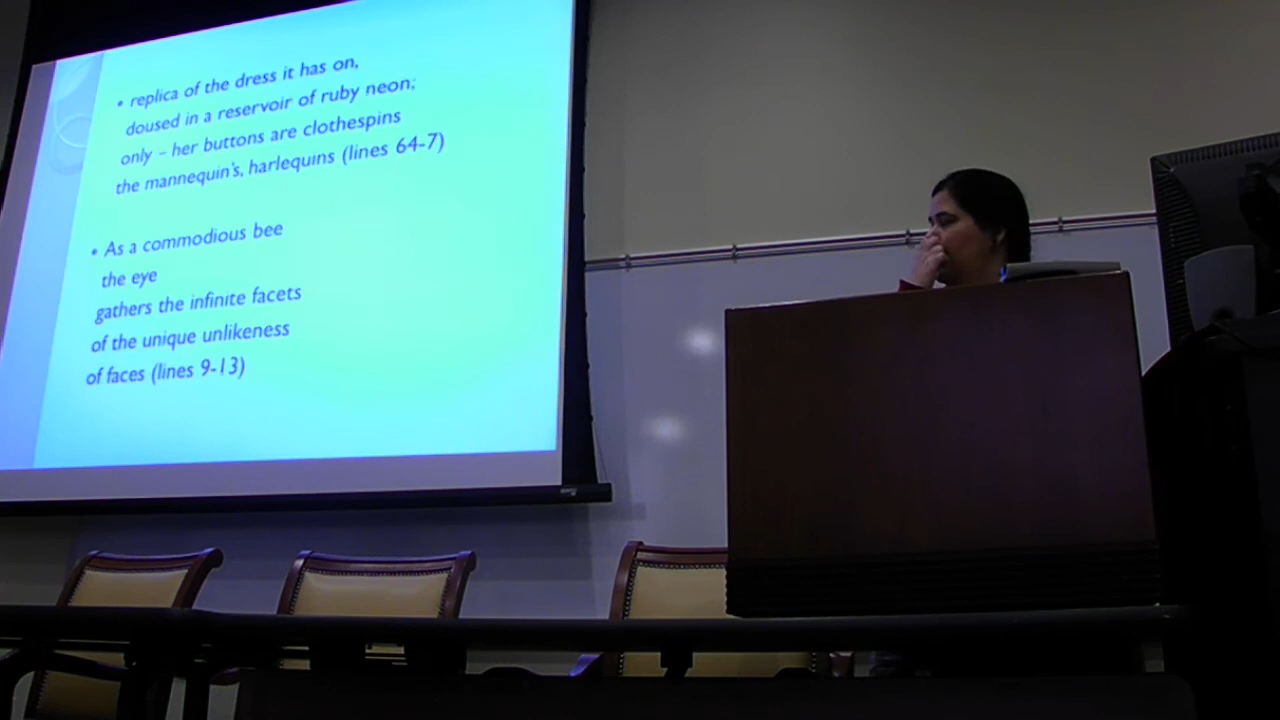 • replica of the dress it has on,
doused in a reservoir of ruby neon;
only – her buttons are clothespins
the mannequin's, harlequins (lines 64-7)
• As a commodious bee
the eye
gathers the infinite facets
of the unique unlikeness
of faces (lines 9-13)